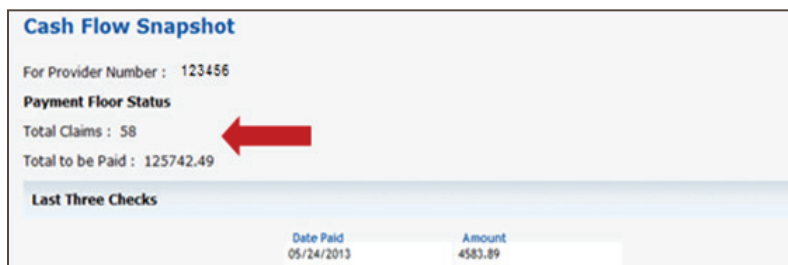 Cash Flow Snapshot
For Provider Number : 123456
Payment Floor Status
Total Claims : 58
Total to be Paid : 125742.49
Last Three Checks
Date Paid Amount
05/24/2013 4583.89